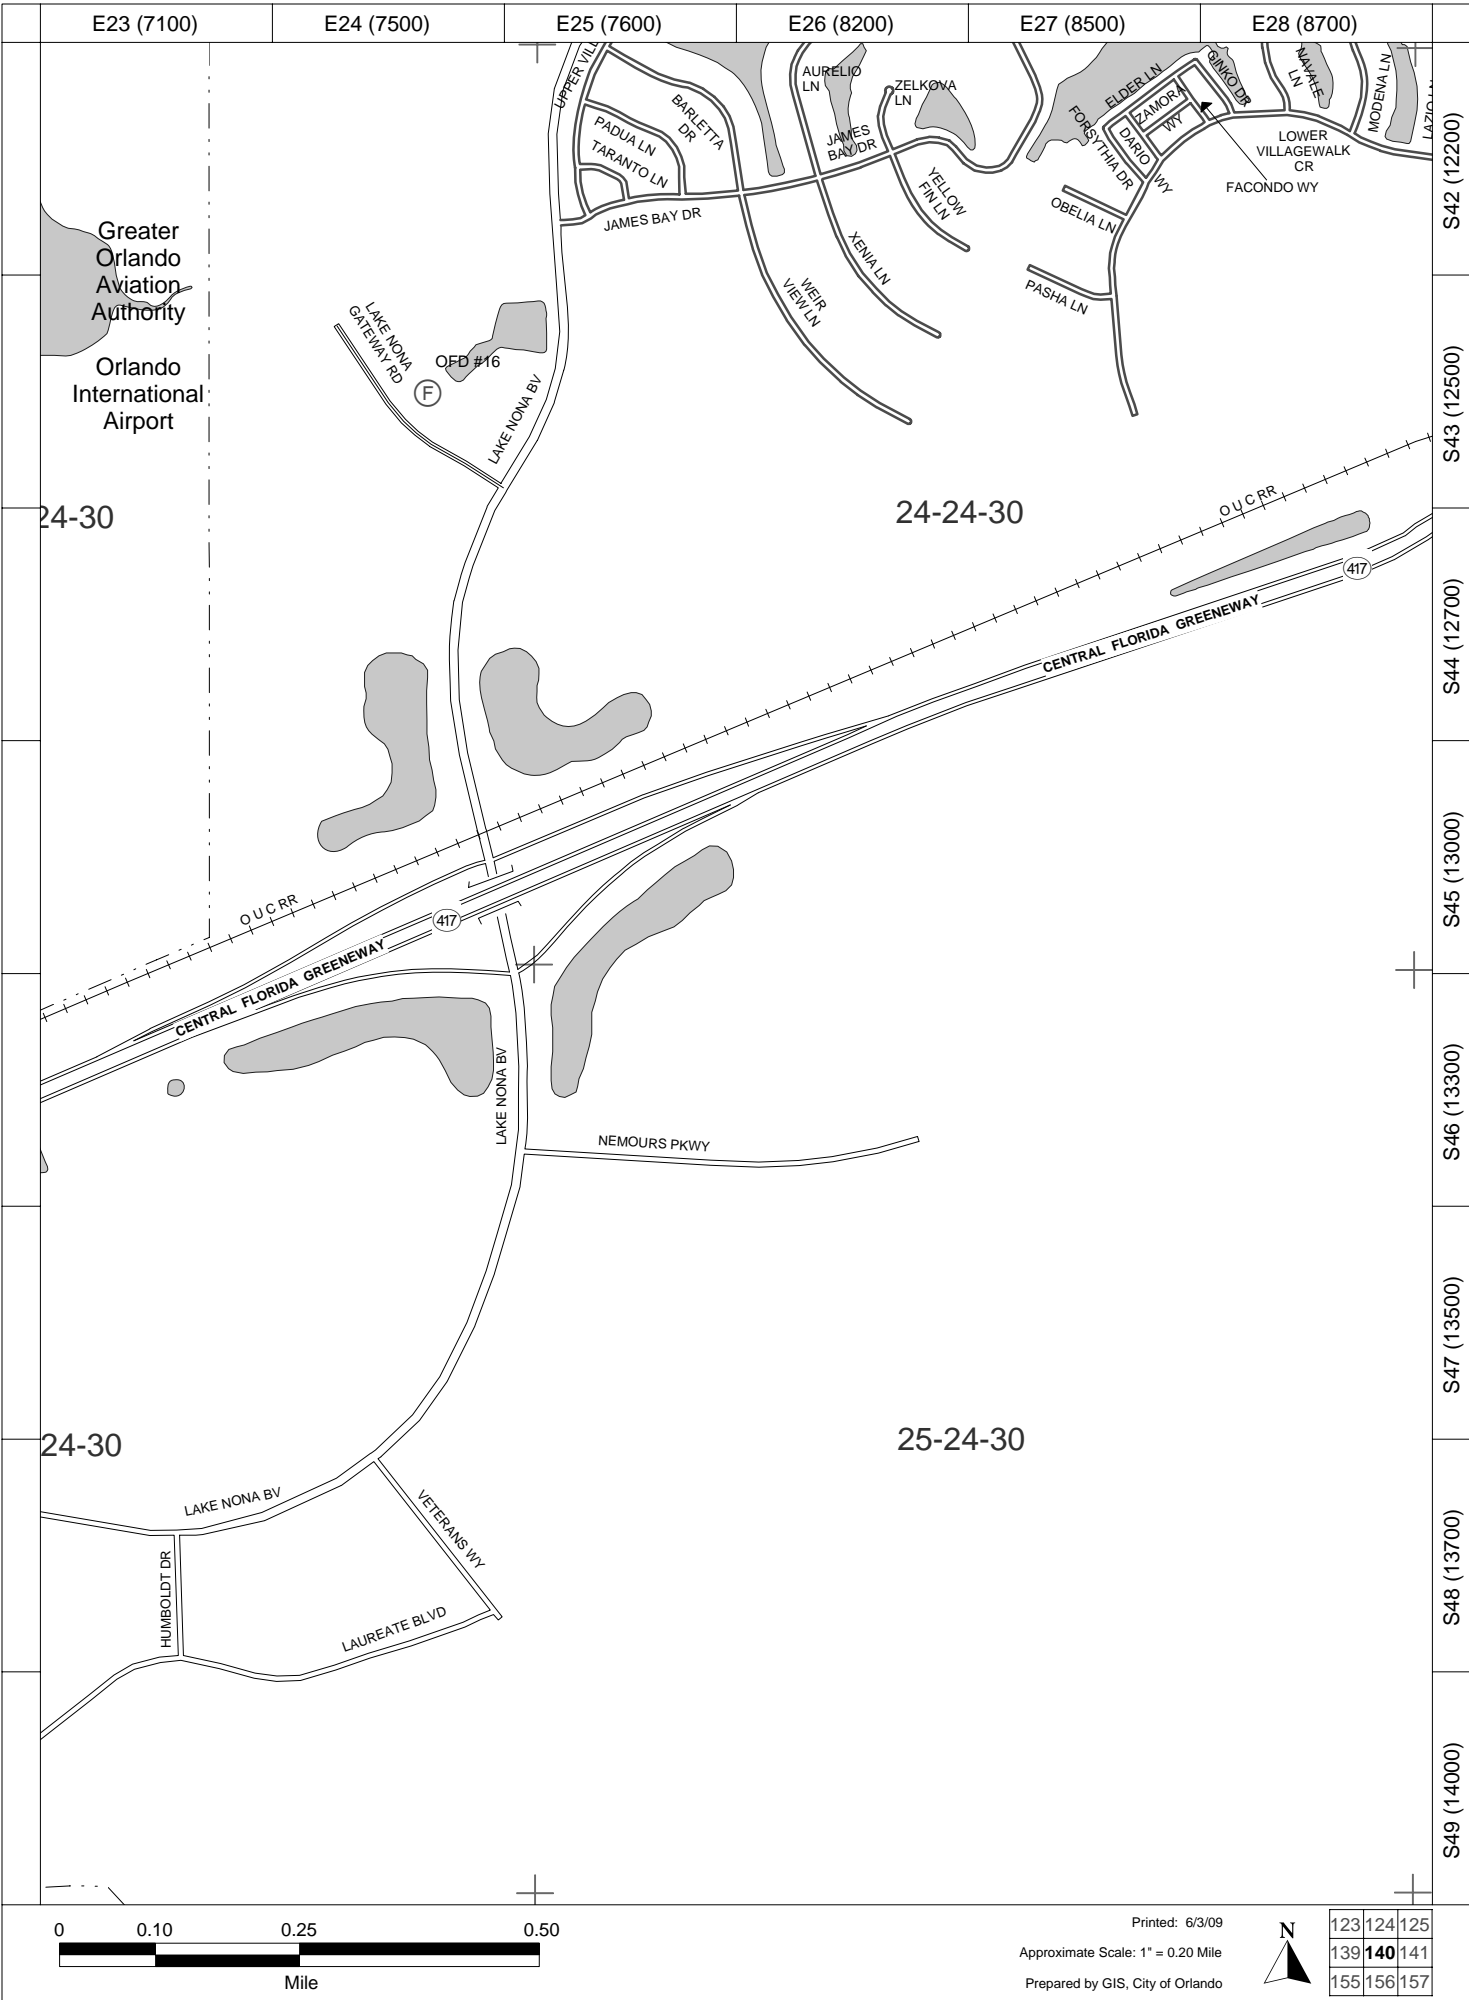 E23 (7100)
E24 (7500)
E25 (7600)
E26 (8200)
E27 (8500)
E28 (8700)
S42 (12200)
S43 (12500)
S44 (12700)
S45 (13000)
S46 (13300)
S47 (13500)
S48 (13700)
S49 (14000)
UPPER VILL
BARLETTA
DR
PADUA LN
TARANTO LN
JAMES BAY DR
AURELIO
LN
ZELKOVA
LN
JAMES
BAY DR
YELLOW
FIN LN
XENIA LN
WEIR
VIEW LN
ELDER LN
FORSYTHIA DR
ZAMORA
WY
DARIO WY
GINKO DR
NAVALE
LN
MODENA LN
LAZIO LN
LOWER
VILLAGEWALK
CR
FACONDO WY
OBELIA LN
PASHA LN
Greater
Orlando
Aviation
Authority
Orlando
International
Airport
LAKE NONA
GATEWAY RD
OFD #16
F
LAKE NONA BV
24-30
24-24-30
O U C RR
417
CENTRAL FLORIDA GREENEWAY
O U C RR
417
CENTRAL FLORIDA GREENEWAY
LAKE NONA BV
NEMOURS PKWY
24-30
25-24-30
LAKE NONA BV
VETERANS WY
HUMBOLDT DR
LAUREATE BLVD
0 0.10 0.25 0.50
Mile
Printed: 6/3/09
Approximate Scale: 1" = 0.20 Mile
Prepared by GIS, City of Orlando
N
123 124 125
139 140 141
155 156 157